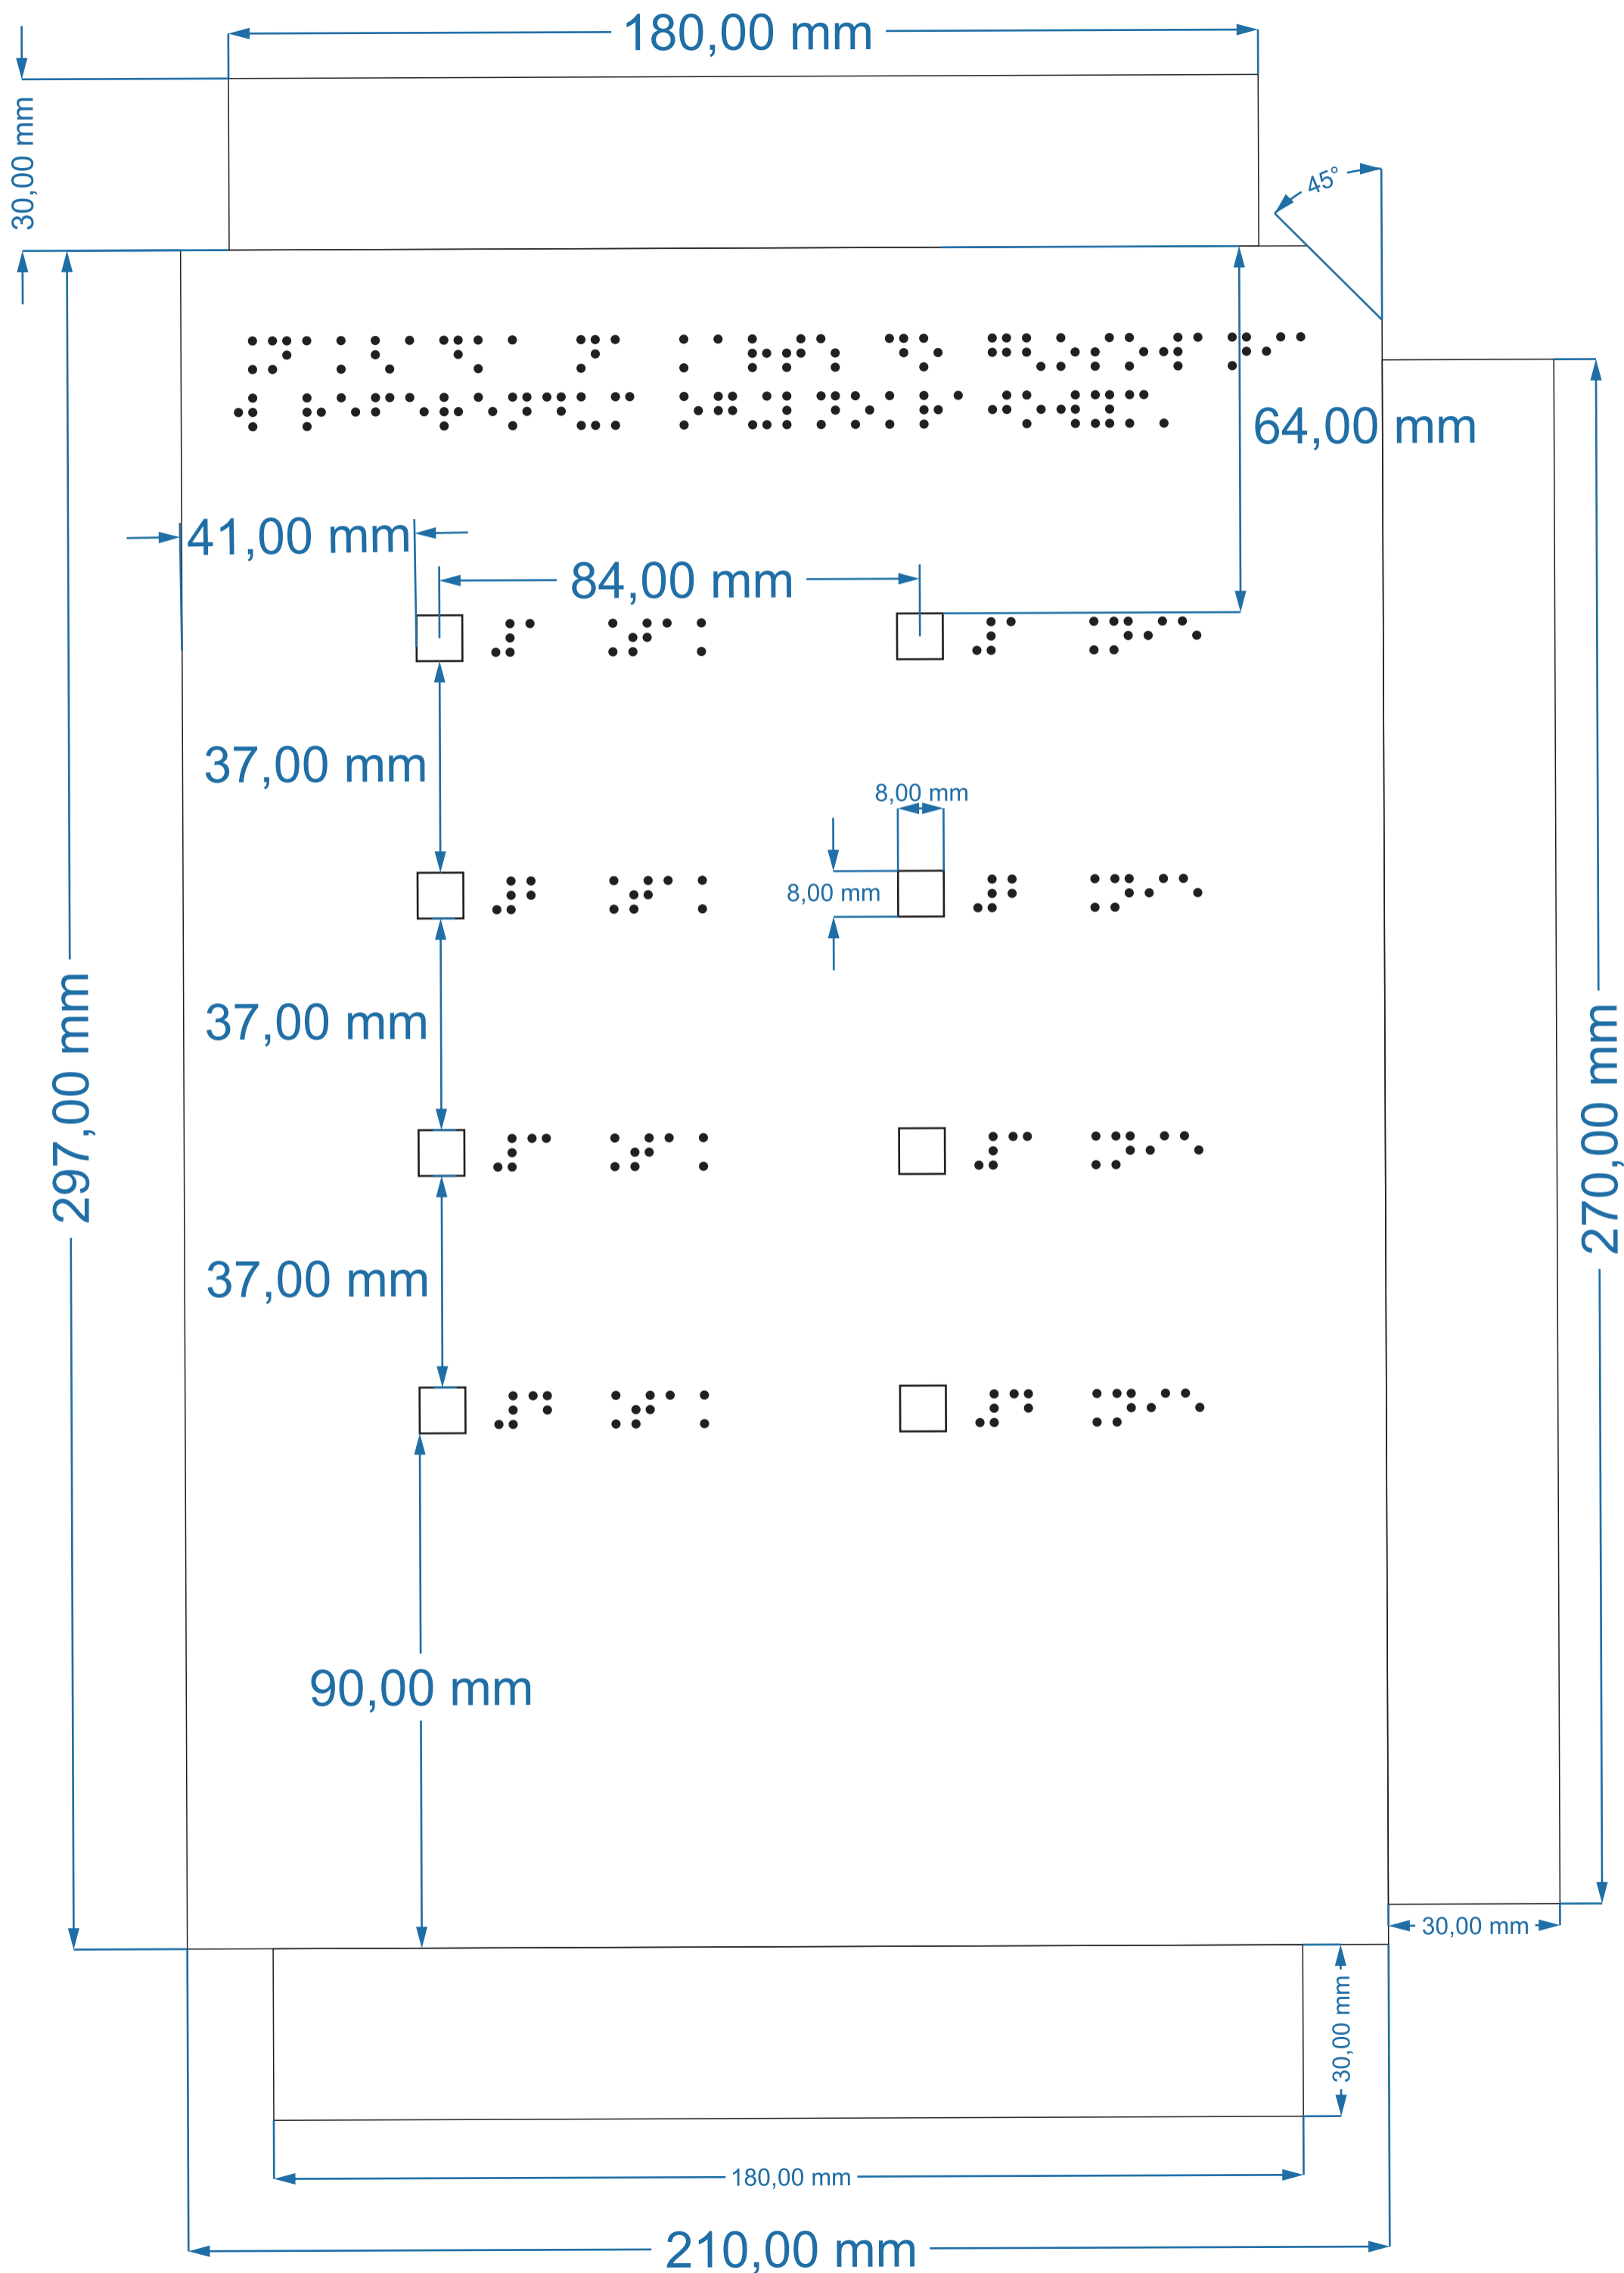 180,00 mm
30,00 mm
45°
⠨⠝⠁⠅⠣⠁⠙⠅⠁ ⠝⠁ ⠅⠁⠗⠞⠱ ⠙⠕ ⠛⠣⠕⠎⠕⠺⠁⠝⠊⠁
⠺ ⠗⠑⠋⠑⠗⠑⠝⠙⠥⠍ ⠕⠛⠬⠇⠝⠕⠅⠗⠁⠚⠕⠺⠽⠍⠄
64,00 mm
41,00 mm
84,00 mm
⠼⠁ ⠨⠞⠁⠅ ⠼⠁ ⠨⠝⠊⠑
37,00 mm
8,00 mm
8,00 mm
⠼⠃ ⠨⠞⠁⠅ ⠼⠃ ⠨⠝⠊⠑
37,00 mm
297,00 mm
270,00 mm
⠼⠉ ⠨⠞⠁⠅ ⠼⠉ ⠨⠝⠊⠑
37,00 mm
⠼⠙ ⠨⠞⠁⠅ ⠼⠙ ⠨⠝⠊⠑
90,00 mm
30,00 mm
30,00 mm
180,00 mm
210,00 mm